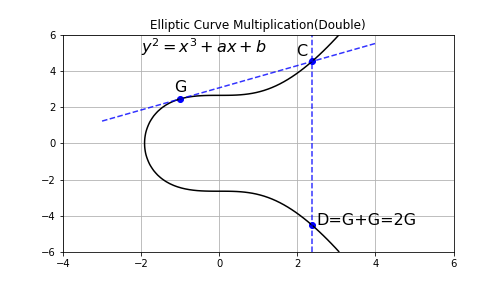 Elliptic Curve Multiplication(Double)
y² = x³ + ax + b
C
G
D=G+G=2G
6
4
2
0
−2
−4
−6
−4
−2
0
2
4
6